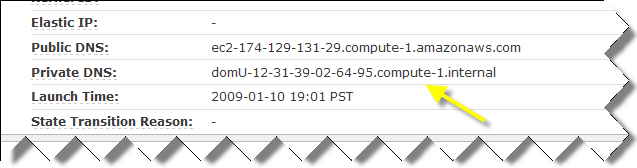 Elastic IP: -
Public DNS: ec2-174-129-131-29.compute-1.amazonaws.com
Private DNS: domU-12-31-39-02-64-95.compute-1.internal
Launch Time: 2009-01-10 19:01 PST
State Transition Reason: -